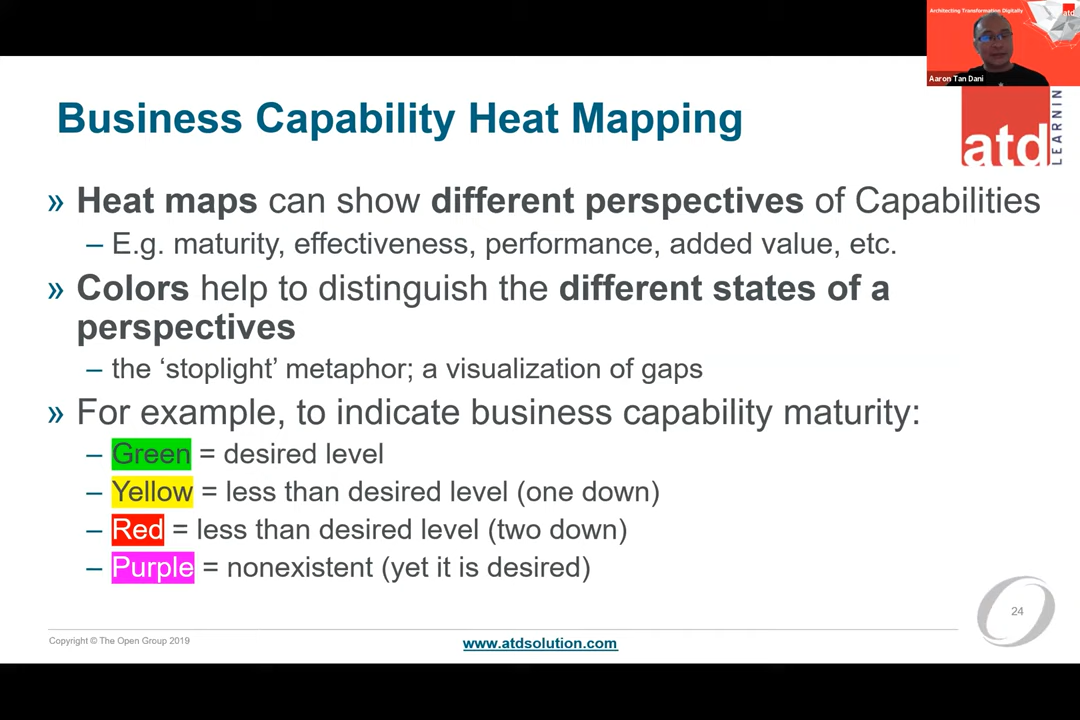 Architecting Transformation Digitally
atd
Aaron Tan Dani
Business Capability Heat Mapping
atd
LEARNIN
» Heat maps can show different perspectives of Capabilities
– E.g. maturity, effectiveness, performance, added value, etc.
» Colors help to distinguish the different states of a
perspectives
– the ‘stoplight’ metaphor; a visualization of gaps
» For example, to indicate business capability maturity:
– Green = desired level
– Yellow = less than desired level (one down)
– Red = less than desired level (two down)
– Purple = nonexistent (yet it is desired)
24
Copyright © The Open Group 2019
www.atdsolution.com